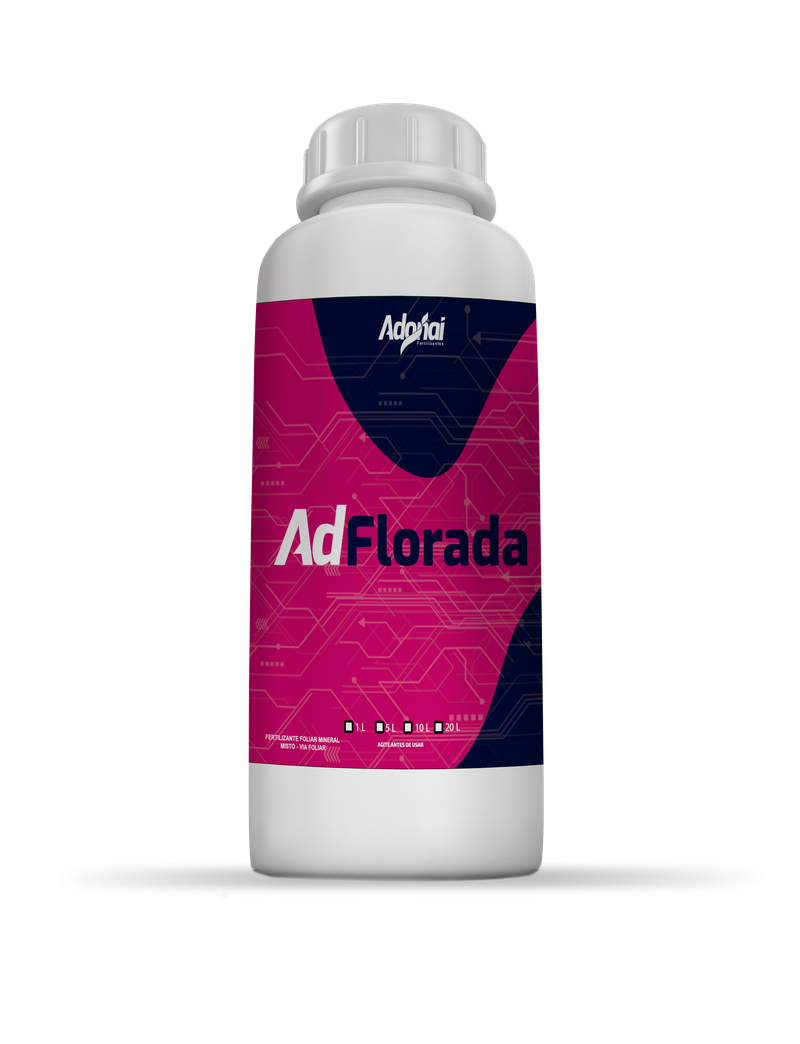 Adonai
Fertilizantes
AdFlorada
1 L 5 L 10 L 20 L
FERTILIZANTE FOLIAR MINERAL
MISTO - VIA FOLIAR
AGITE ANTES DE USAR